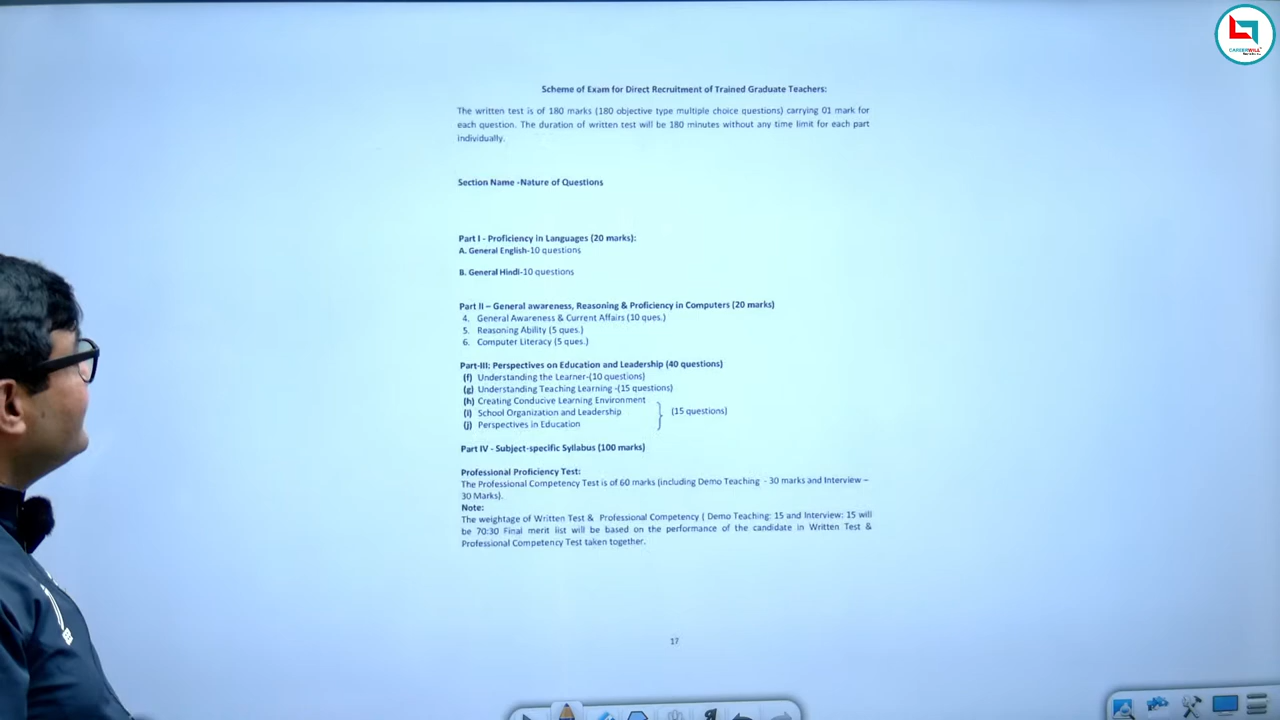 CAREERWILL
Scheme of Exam for Direct Recruitment of Trained Graduate Teachers:
The written test is of 180 marks (180 objective type multiple choice questions) carrying 01 mark for
each question. The duration of written test will be 180 minutes without any time limit for each part
individually.
Section Name -Nature of Questions
Part I - Proficiency in Languages (20 marks):
A. General English-10 questions
B. General Hindi-10 questions
Part II – General awareness, Reasoning & Proficiency in Computers (20 marks)
4. General Awareness & Current Affairs (10 ques.)
5. Reasoning Ability (5 ques.)
6. Computer Literacy (5 ques.)
Part-III: Perspectives on Education and Leadership (40 questions)
(f) Understanding the Learner-(10 questions)
(g) Understanding Teaching Learning -(15 questions)
(h) Creating Conducive Learning Environment
(i) School Organization and Leadership (15 questions)
(j) Perspectives in Education
Part IV - Subject-specific Syllabus (100 marks)
Professional Proficiency Test:
The Professional Competency Test is of 60 marks (including Demo Teaching - 30 marks and Interview –
30 Marks).
Note:
The weightage of Written Test & Professional Competency ( Demo Teaching: 15 and Interview: 15 will
be 70:30 Final merit list will be based on the performance of the candidate in Written Test &
Professional Competency Test taken together.
17